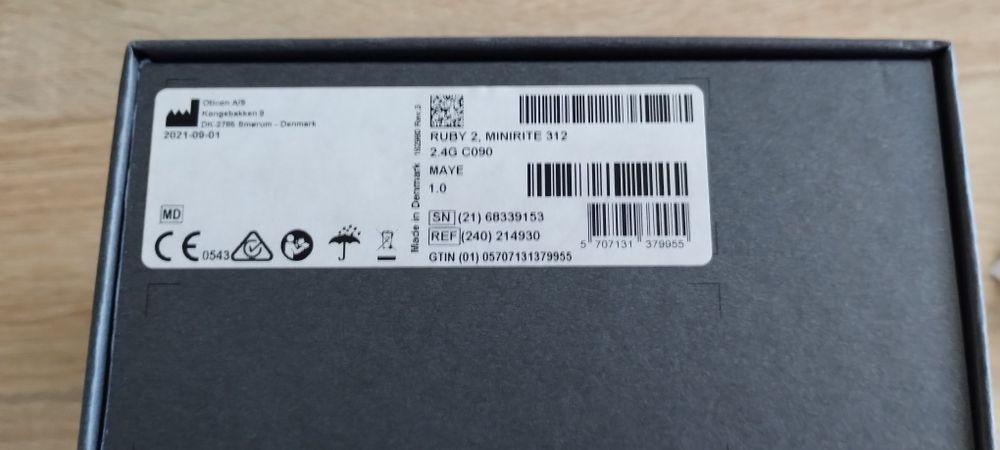 Oticon A/S
Kongebakken 9
DK-2765 Smørum - Denmark
2021-09-01
MD
CE 0543
Made in Denmark
RUBY 2, MINIRITE 312
2.4G C090
MAYE
1.0
SN (21) 68339153
REF (240) 214930
GTIN (01) 05707131379955
5 707131 379955